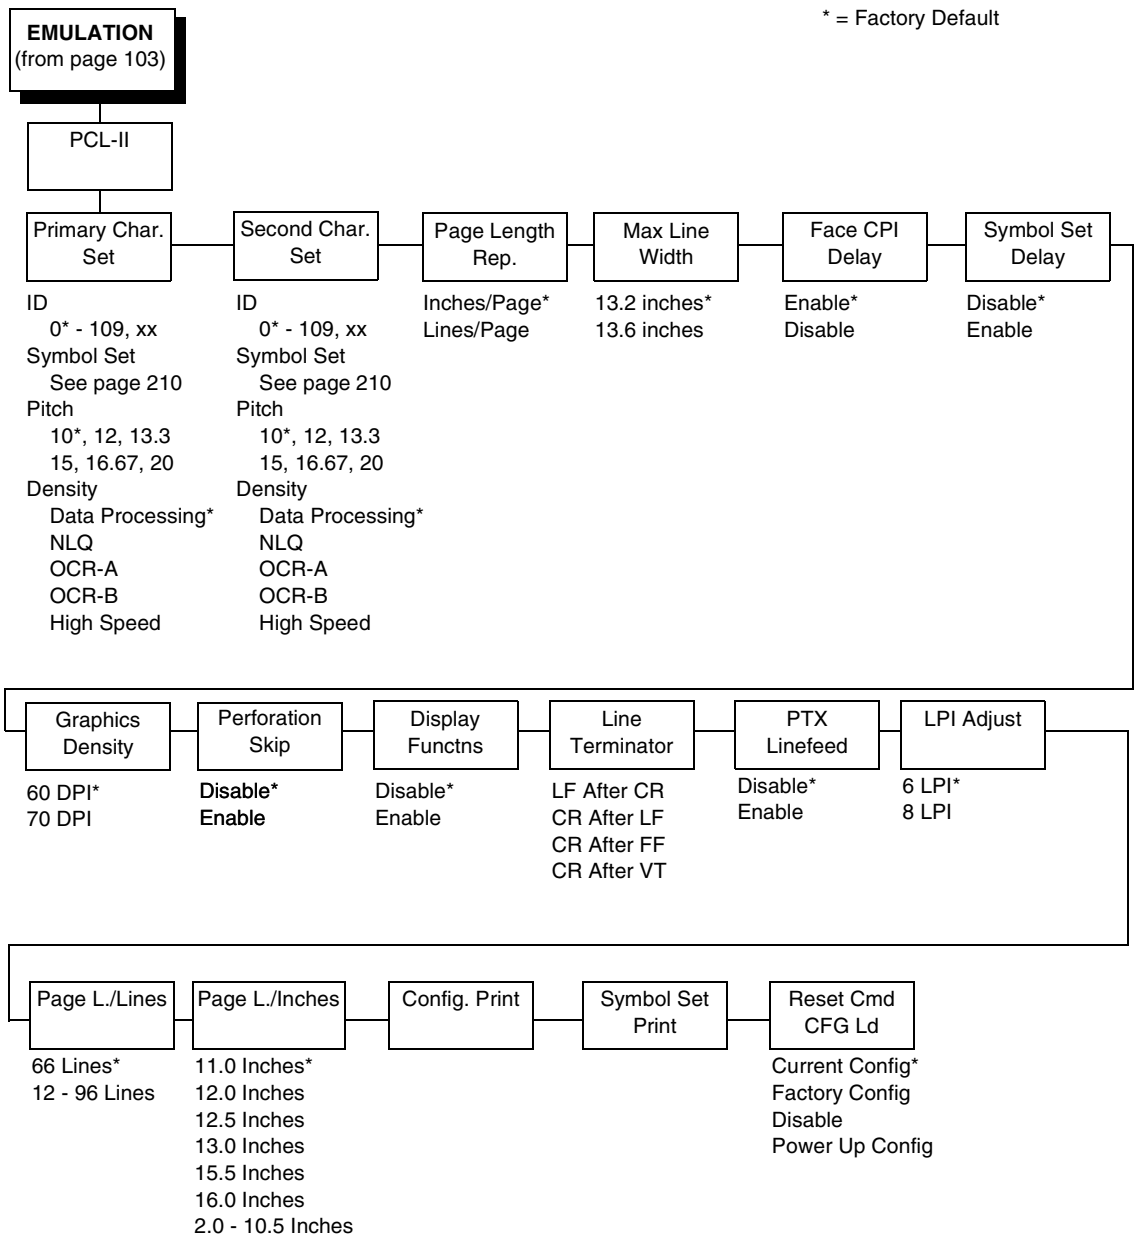 EMULATION
(from page 103)
* = Factory Default
PCL-II
Primary Char.
Set
ID
0* - 109, xx
Symbol Set
See page 210
Pitch
10*, 12, 13.3
15, 16.67, 20
Density
Data Processing*
NLQ
OCR-A
OCR-B
High Speed
Second Char.
Set
ID
0* - 109, xx
Symbol Set
See page 210
Pitch
10*, 12, 13.3
15, 16.67, 20
Density
Data Processing*
NLQ
OCR-A
OCR-B
High Speed
Page Length
Rep.
Inches/Page*
Lines/Page
Max Line
Width
13.2 inches*
13.6 inches
Face CPI
Delay
Enable*
Disable
Symbol Set
Delay
Disable*
Enable
Graphics
Density
60 DPI*
70 DPI
Perforation
Skip
Disable*
Enable
Display
Functns
Disable*
Enable
Line
Terminator
LF After CR
CR After LF
CR After FF
CR After VT
PTX
Linefeed
Disable*
Enable
LPI Adjust
6 LPI*
8 LPI
Page L./Lines
66 Lines*
12 - 96 Lines
Page L./Inches
11.0 Inches*
12.0 Inches
12.5 Inches
13.0 Inches
15.5 Inches
16.0 Inches
2.0 - 10.5 Inches
Config. Print
Symbol Set
Print
Reset Cmd
CFG Ld
Current Config*
Factory Config
Disable
Power Up Config